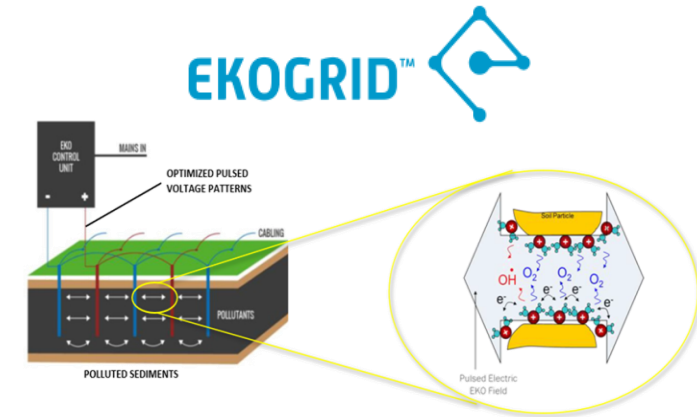 EKOGRID™
EKO
CONTROL
UNIT
MAINS IN
- +
OPTIMIZED PULSED
VOLTAGE PATTERNS
CABLING
POLLUTANTS
POLLUTED SEDIMENTS
Soil Particle
+ + + + +
OH
O₂ O₂ O₂
e⁻ e⁻ e⁻ e⁻
+ + + + +
Pulsed Electric
EKO Field